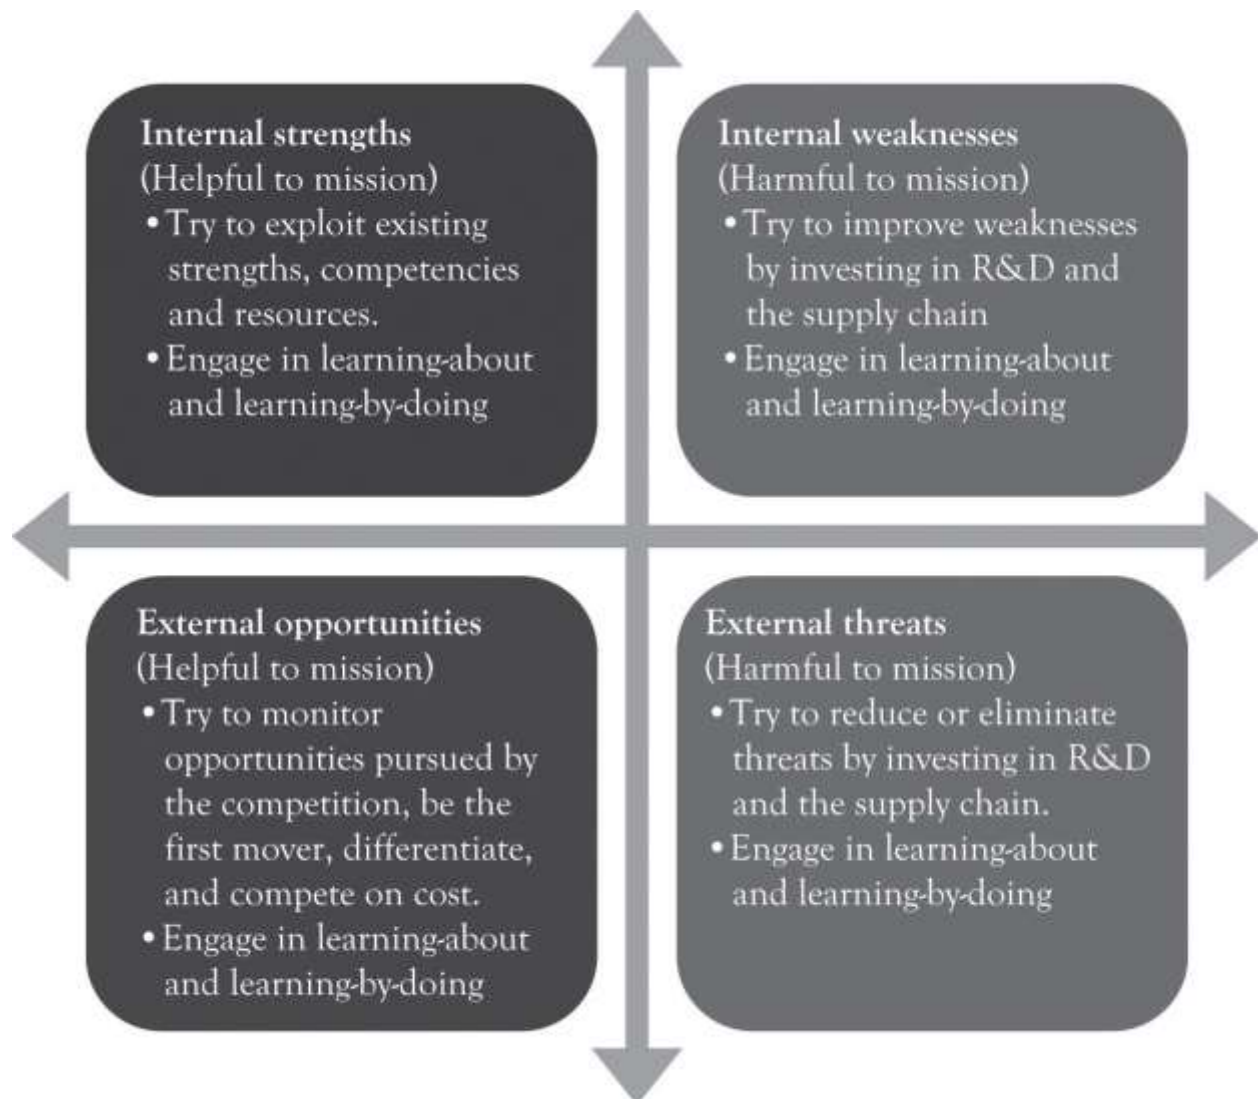 Internal strengths
(Helpful to mission)
• Try to exploit existing
strengths, competencies
and resources.
• Engage in learning-about
and learning-by-doing
Internal weaknesses
(Harmful to mission)
• Try to improve weaknesses
by investing in R&D and
the supply chain
• Engage in learning-about
and learning-by-doing
External opportunities
(Helpful to mission)
• Try to monitor
opportunities pursued by
the competition, be the
first mover, differentiate,
and compete on cost.
• Engage in learning-about
and learning-by-doing
External threats
(Harmful to mission)
• Try to reduce or eliminate
threats by investing in R&D
and the supply chain.
• Engage in learning-about
and learning-by-doing